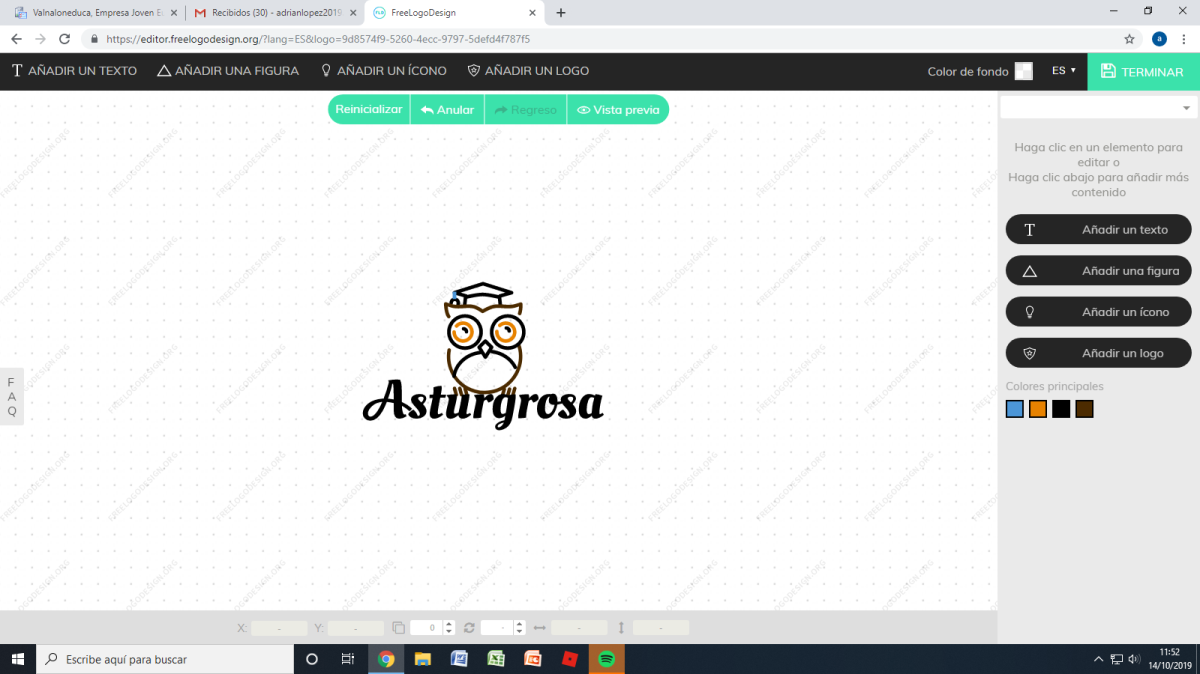 Valnaloneduca, Empresa Joven E
Recibidos (30) - adrianlopez2019
FreeLogoDesign
https://editor.freelogodesign.org/?lang=ES&logo=9d8574f9-5260-4ecc-9797-5defd4f787f5
a
AÑADIR UN TEXTO
AÑADIR UNA FIGURA
AÑADIR UN ÍCONO
AÑADIR UN LOGO
Color de fondo
ES
TERMINAR
Reinicializar
Anular
Regreso
Vista previa
FREELOGODESIGN.ORG
Haga clic en un elemento para
editar o
Haga clic abajo para añadir más
contenido
Añadir un texto
Añadir una figura
Añadir un ícono
Añadir un logo
Colores principales
Asturgrosa
F
A
Q
X:
-
Y:
-
0
-
-
-
Escribe aquí para buscar
11:52
14/10/2019